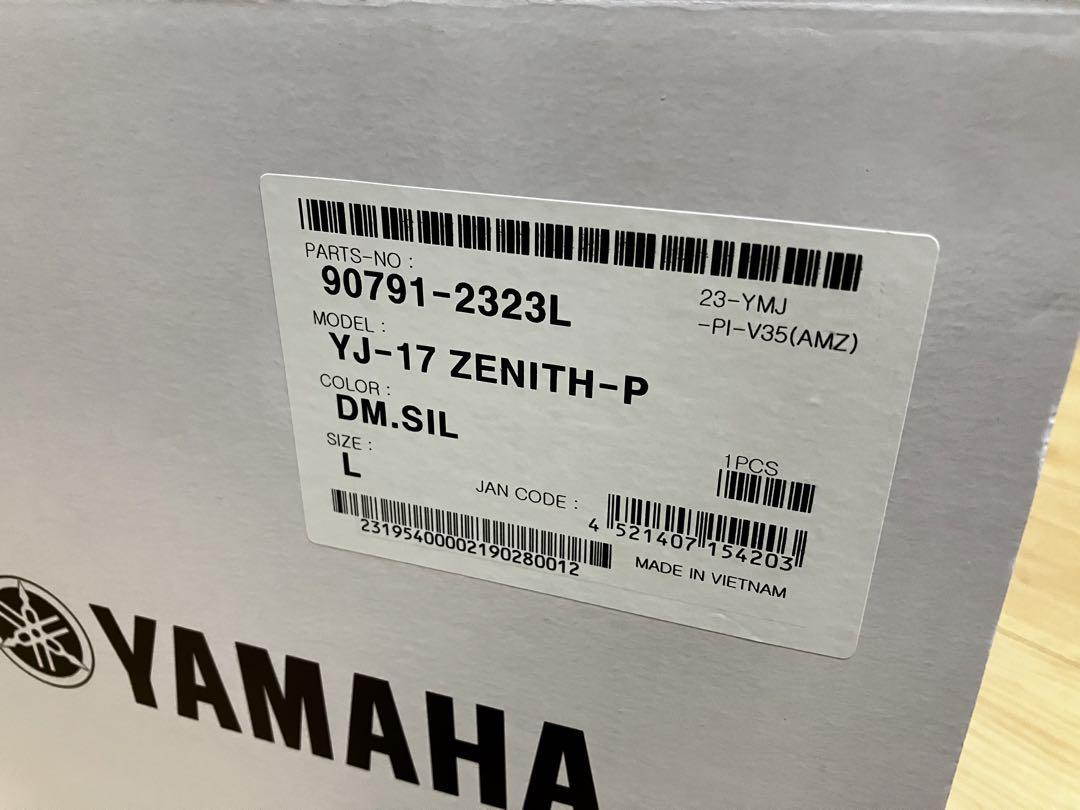 PARTS-NO :
90791-2323L
23-YMJ
-PI-V35(AMZ)
MODEL :
YJ-17 ZENITH-P
COLOR :
DM.SIL
SIZE :
L
1PCS
JAN CODE :
4 521407 154203
23195400002190280012
MADE IN VIETNAM
YAMAHA